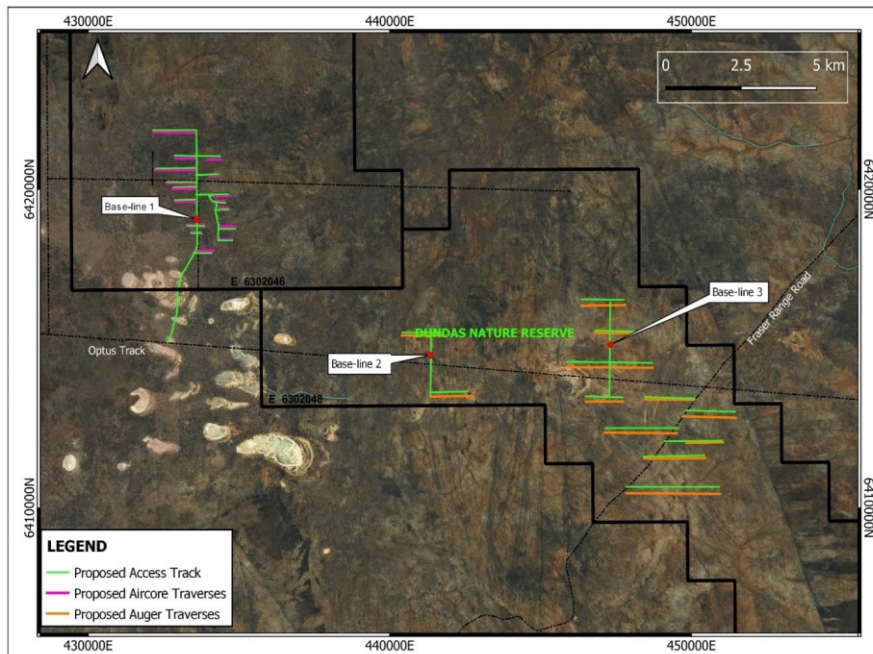 430000E
440000E
450000E
0
2.5
5 km
6420000N
6420000N
Base-line 1
E 6302046
Base-line 3
Fraser Range Road
DUNDAS NATURE RESERVE
Optus Track
Base-line 2
E 6302048
6410000N
6410000N
LEGEND
Proposed Access Track
Proposed Aircore Traverses
Proposed Auger Traverses
430000E
440000E
450000E